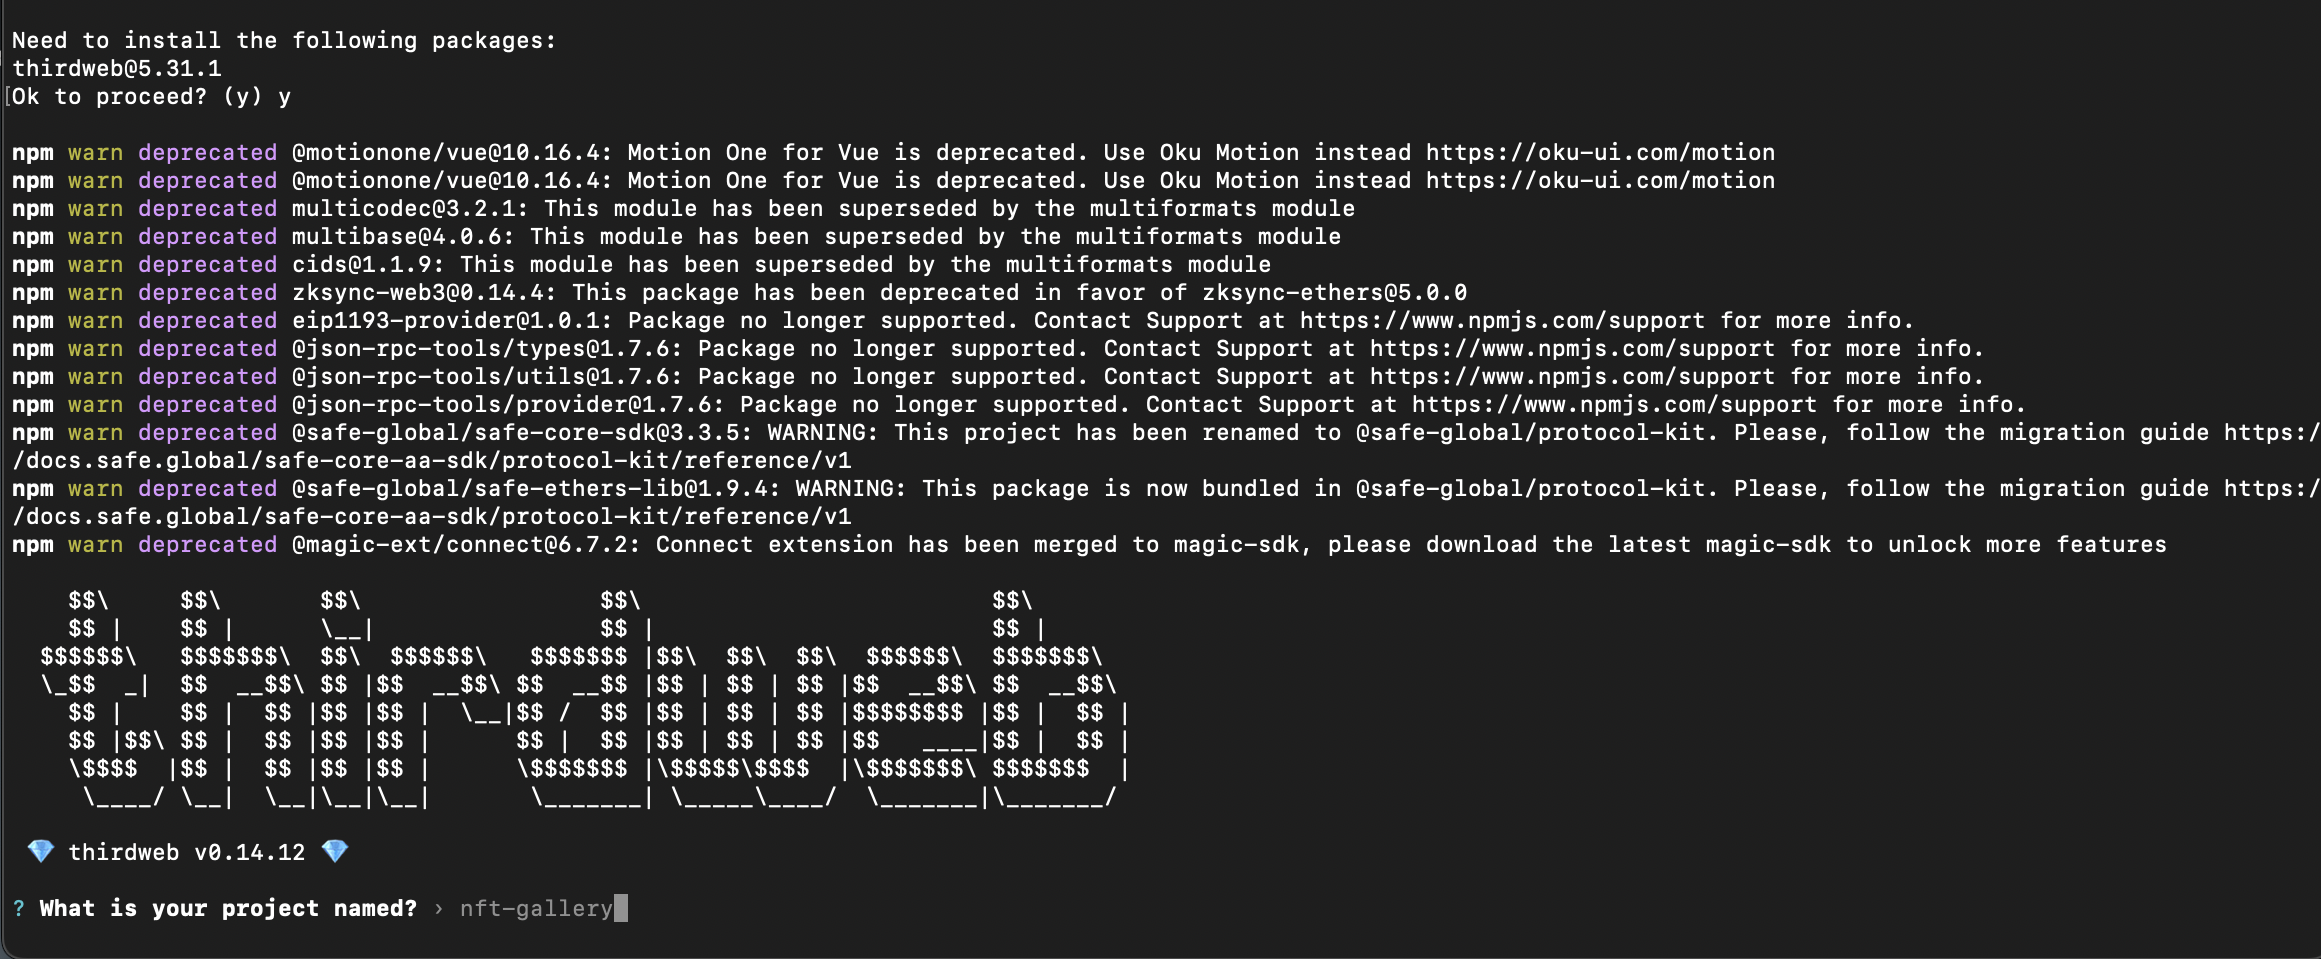 Need to install the following packages:
thirdweb@5.31.1
Ok to proceed? (y) y
npm warn deprecated @motionone/vue@10.16.4: Motion One for Vue is deprecated. Use Oku Motion instead https://oku-ui.com/motion
npm warn deprecated @motionone/vue@10.16.4: Motion One for Vue is deprecated. Use Oku Motion instead https://oku-ui.com/motion
npm warn deprecated multicodec@3.2.1: This module has been superseded by the multiformats module
npm warn deprecated multibase@4.0.6: This module has been superseded by the multiformats module
npm warn deprecated cids@1.1.9: This module has been superseded by the multiformats module
npm warn deprecated zksync-web3@0.14.4: This package has been deprecated in favor of zksync-ethers@5.0.0
npm warn deprecated eip1193-provider@1.0.1: Package no longer supported. Contact Support at https://www.npmjs.com/support for more info.
npm warn deprecated @json-rpc-tools/types@1.7.6: Package no longer supported. Contact Support at https://www.npmjs.com/support for more info.
npm warn deprecated @json-rpc-tools/utils@1.7.6: Package no longer supported. Contact Support at https://www.npmjs.com/support for more info.
npm warn deprecated @json-rpc-tools/provider@1.7.6: Package no longer supported. Contact Support at https://www.npmjs.com/support for more info.
npm warn deprecated @safe-global/safe-core-sdk@3.3.5: WARNING: This project has been renamed to @safe-global/protocol-kit. Please, follow the migration guide https:/
/docs.safe.global/safe-core-aa-sdk/protocol-kit/reference/v1
npm warn deprecated @safe-global/safe-ethers-lib@1.9.4: WARNING: This package is now bundled in @safe-global/protocol-kit. Please, follow the migration guide https:/
/docs.safe.global/safe-core-aa-sdk/protocol-kit/reference/v1
npm warn deprecated @magic-ext/connect@6.7.2: Connect extension has been merged to magic-sdk, please download the latest magic-sdk to unlock more features
    $$\     $$\       $$\                 $$\                         $$\
    $$ |    $$ |      \__|                $$ |                        $$ |
  $$$$$$\   $$$$$$$\  $$\  $$$$$$\   $$$$$$$ |$$\  $$\  $$\  $$$$$$\  $$$$$$$\
  \_$$  _|  $$  __$$\ $$ |$$  __$$\ $$  __$$ |$$ | $$ | $$ |$$  __$$\ $$  __$$\
    $$ |    $$ |  $$ |$$ |$$ |  \__|$$ /  $$ |$$ | $$ | $$ |$$$$$$$$ |$$ |  $$ |
    $$ |$$\ $$ |  $$ |$$ |$$ |      $$ |  $$ |$$ | $$ | $$ |$$   ____|$$ |  $$ |
    \$$$$  |$$ |  $$ |$$ |$$ |      \$$$$$$$ |\$$$$$\$$$$  |\$$$$$$$\ $$$$$$$  |
     \____/ \__|  \__|\__|\__|       \_______| \_____\____/  \_______|\_______/
💎 thirdweb v0.14.12 💎
? What is your project named? › nft-gallery